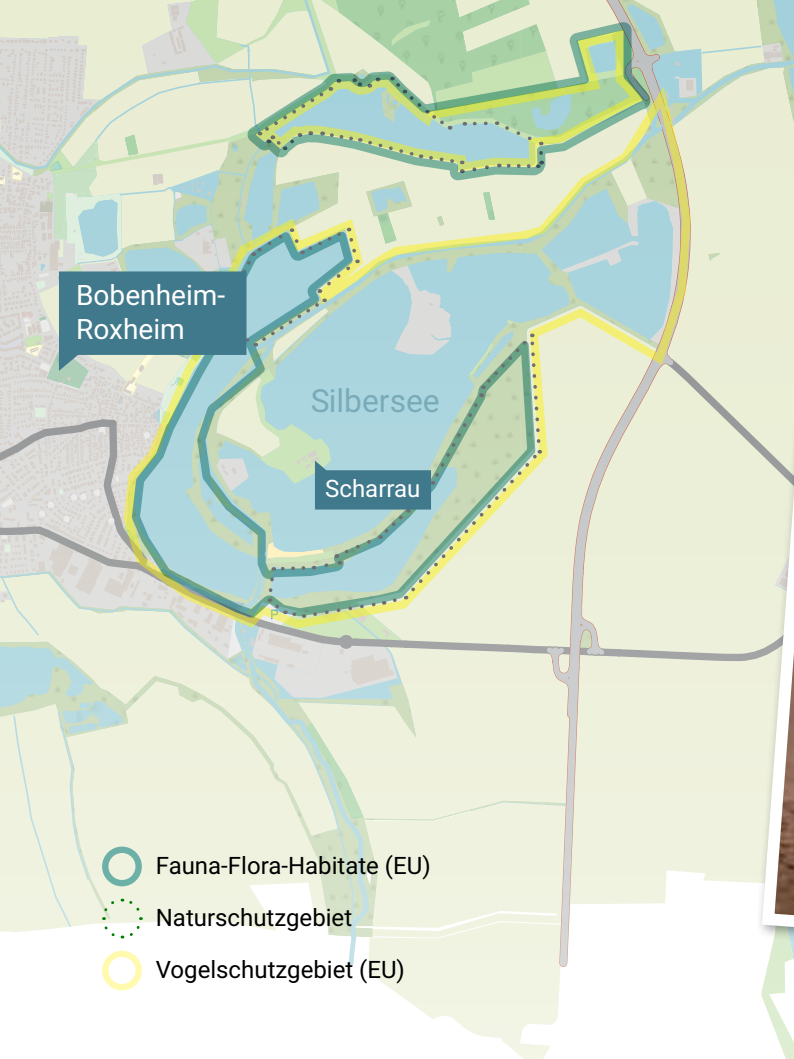 Bobenheim-
Roxheim
Silbersee
Scharrau
P
Fauna-Flora-Habitate (EU)
Naturschutzgebiet
Vogelschutzgebiet (EU)